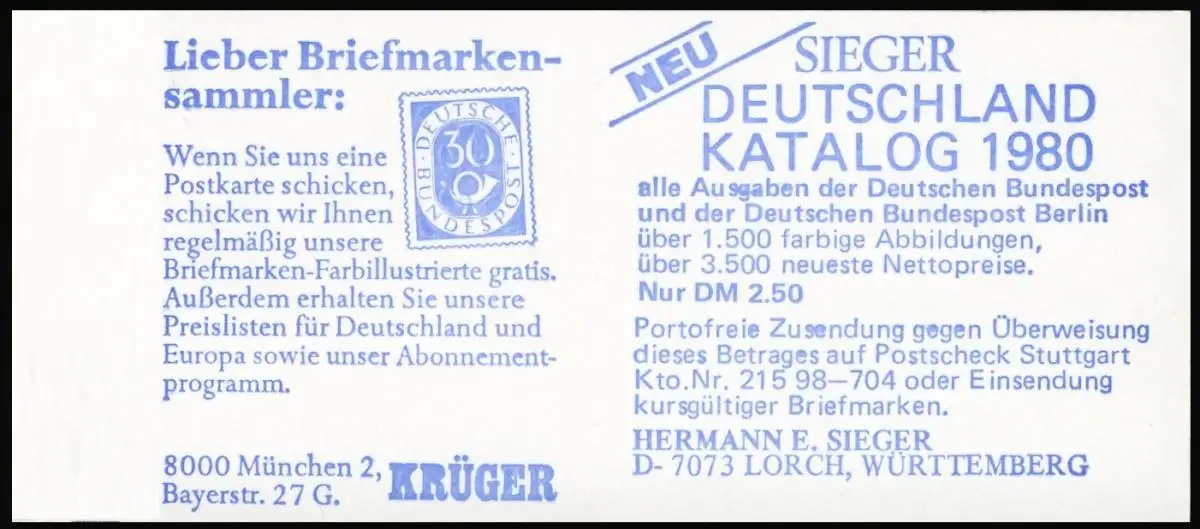 Lieber Briefmarken-
sammler:
Wenn Sie uns eine
Postkarte schicken,
schicken wir Ihnen
regelmäßig unsere
Briefmarken-Farbillustrierte gratis.
Außerdem erhalten Sie unsere
Preislisten für Deutschland und
Europa sowie unser Abonnement-
programm.
DEUTSCHE · BUNDESPOST ·
30
8000 München 2,
Bayerstr. 27 G.
KRÜGER
NEU
SIEGER
DEUTSCHLAND
KATALOG 1980
alle Ausgaben der Deutschen Bundespost
und der Deutschen Bundespost Berlin
über 1.500 farbige Abbildungen,
über 3.500 neueste Nettopreise.
Nur DM 2.50
Portofreie Zusendung gegen Überweisung
dieses Betrages auf Postscheck Stuttgart
Kto.Nr. 215 98–704 oder Einsendung
kursgültiger Briefmarken.
HERMANN E. SIEGER
D- 7073 LORCH, WÜRTTEMBERG